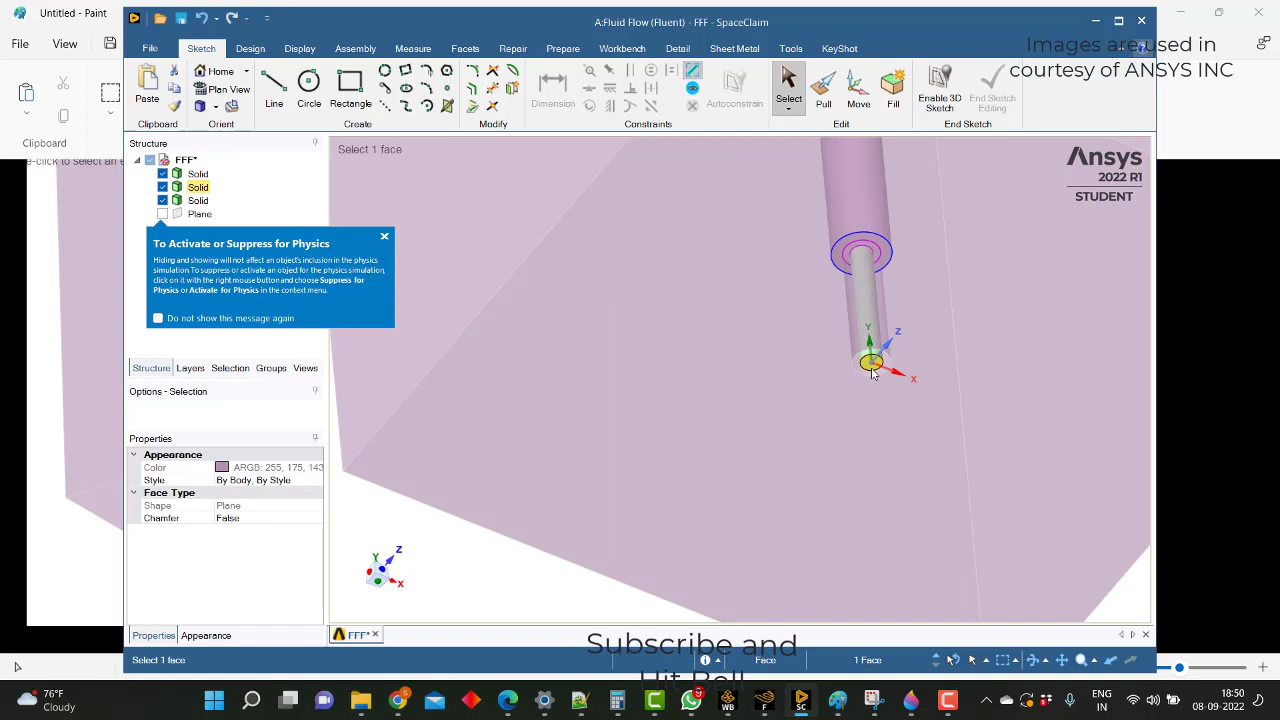 Untitled - Paint
A:Fluid Flow (Fluent) - FFF - SpaceClaim
File View
File Sketch Design Display Assembly Measure Facets Repair Prepare Workbench Detail Sheet Metal Tools KeyShot
Images are used in
courtesy of ANSYS INC
Home
Plan View
Paste
Line Circle Rectangle
Dimension
Autoconstrain
Select Pull Move Fill
Enable 3D
Sketch
End Sketch
Editing
Clipboard Orient Create Modify Constraints Edit End Sketch
Clipboard
Structure
Select 1 face
Ansys
2022 R1
STUDENT
FFF*
Solid
Solid
Solid
Plane
To Activate or Suppress for Physics
Hiding and showing will not affect an object's inclusion in the physics
simulation. To suppress or activate an object for the physics simulation,
click on it with the right mouse button and choose Suppress for
Physics or Activate for Physics in the context menu.
Do not show this message again
Structure Layers Selection Groups Views
Options - Selection
Properties
Appearance
Color ARGB: 255, 175, 143
Style By Body, By Style
Face Type
Shape Plane
Chamfer False
Y Z X
Y Z X
Properties Appearance
FFF*
Subscribe and
Hit Bell
Select 1 face
Face
1 Face
76°F
Cloudy
6
9
WB
F
SC
ENG
IN
18:50
08-09-2022